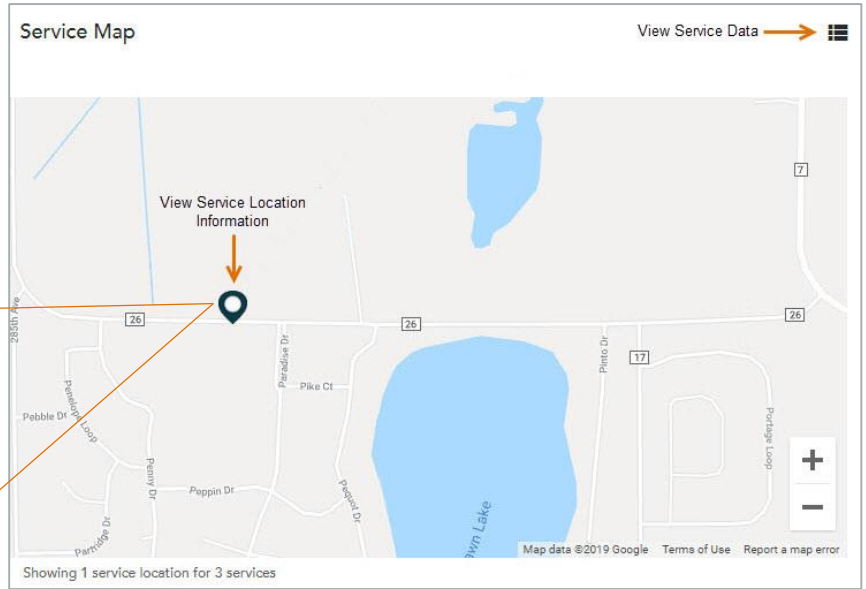 Service Map
View Service Data
7
View Service Location
Information
285th Ave
26
26
26
Paradise Dr
Pinto Dr
17
Pike Ct
Penelope Loop
Pebble Dr
Portage Loop
Penny Dr
Peppin Dr
Pequot Dr
wn Lake
Partridge Dr
+
−
Map data ©2019 Google Terms of Use Report a map error
Showing 1 service location for 3 services